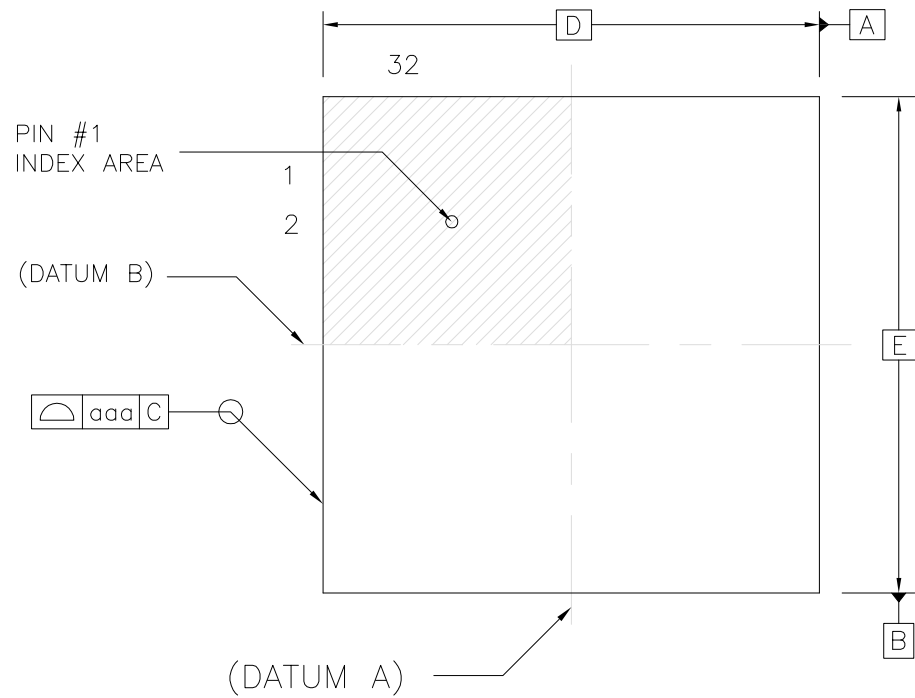 D
A
32
PIN #1
INDEX AREA
1
2
(DATUM B)
E
aaa C
B
(DATUM A)